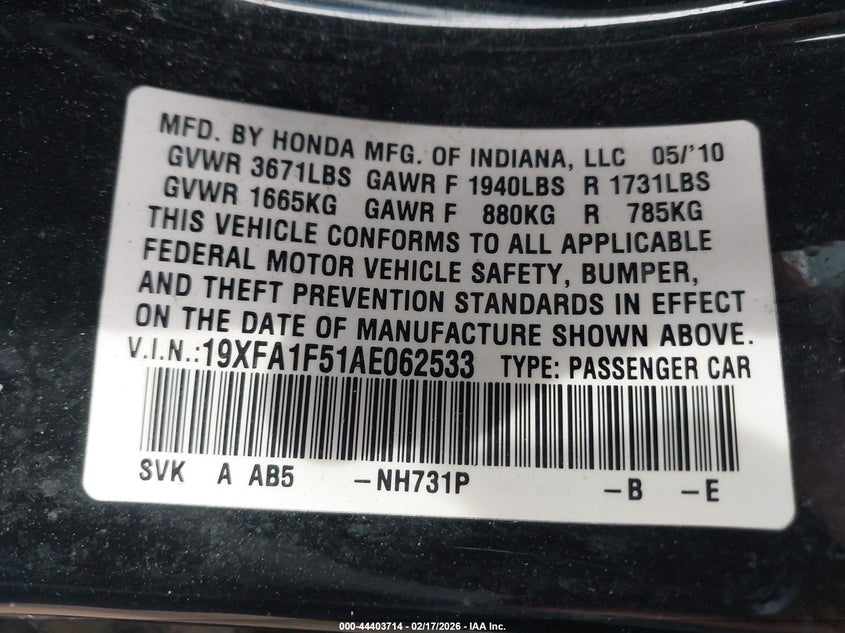 MFD. BY HONDA MFG. OF INDIANA, LLC 05/'10
GVWR 3671LBS GAWR F 1940LBS R 1731LBS
GVWR 1665KG GAWR F 880KG R 785KG
THIS VEHICLE CONFORMS TO ALL APPLICABLE
FEDERAL MOTOR VEHICLE SAFETY, BUMPER,
AND THEFT PREVENTION STANDARDS IN EFFECT
ON THE DATE OF MANUFACTURE SHOWN ABOVE.
V.I.N.:19XFA1F51AE062533 TYPE: PASSENGER CAR
SVK A AB5 -NH731P -B -E
000-44403714 - 02/17/2026 - IAA Inc.